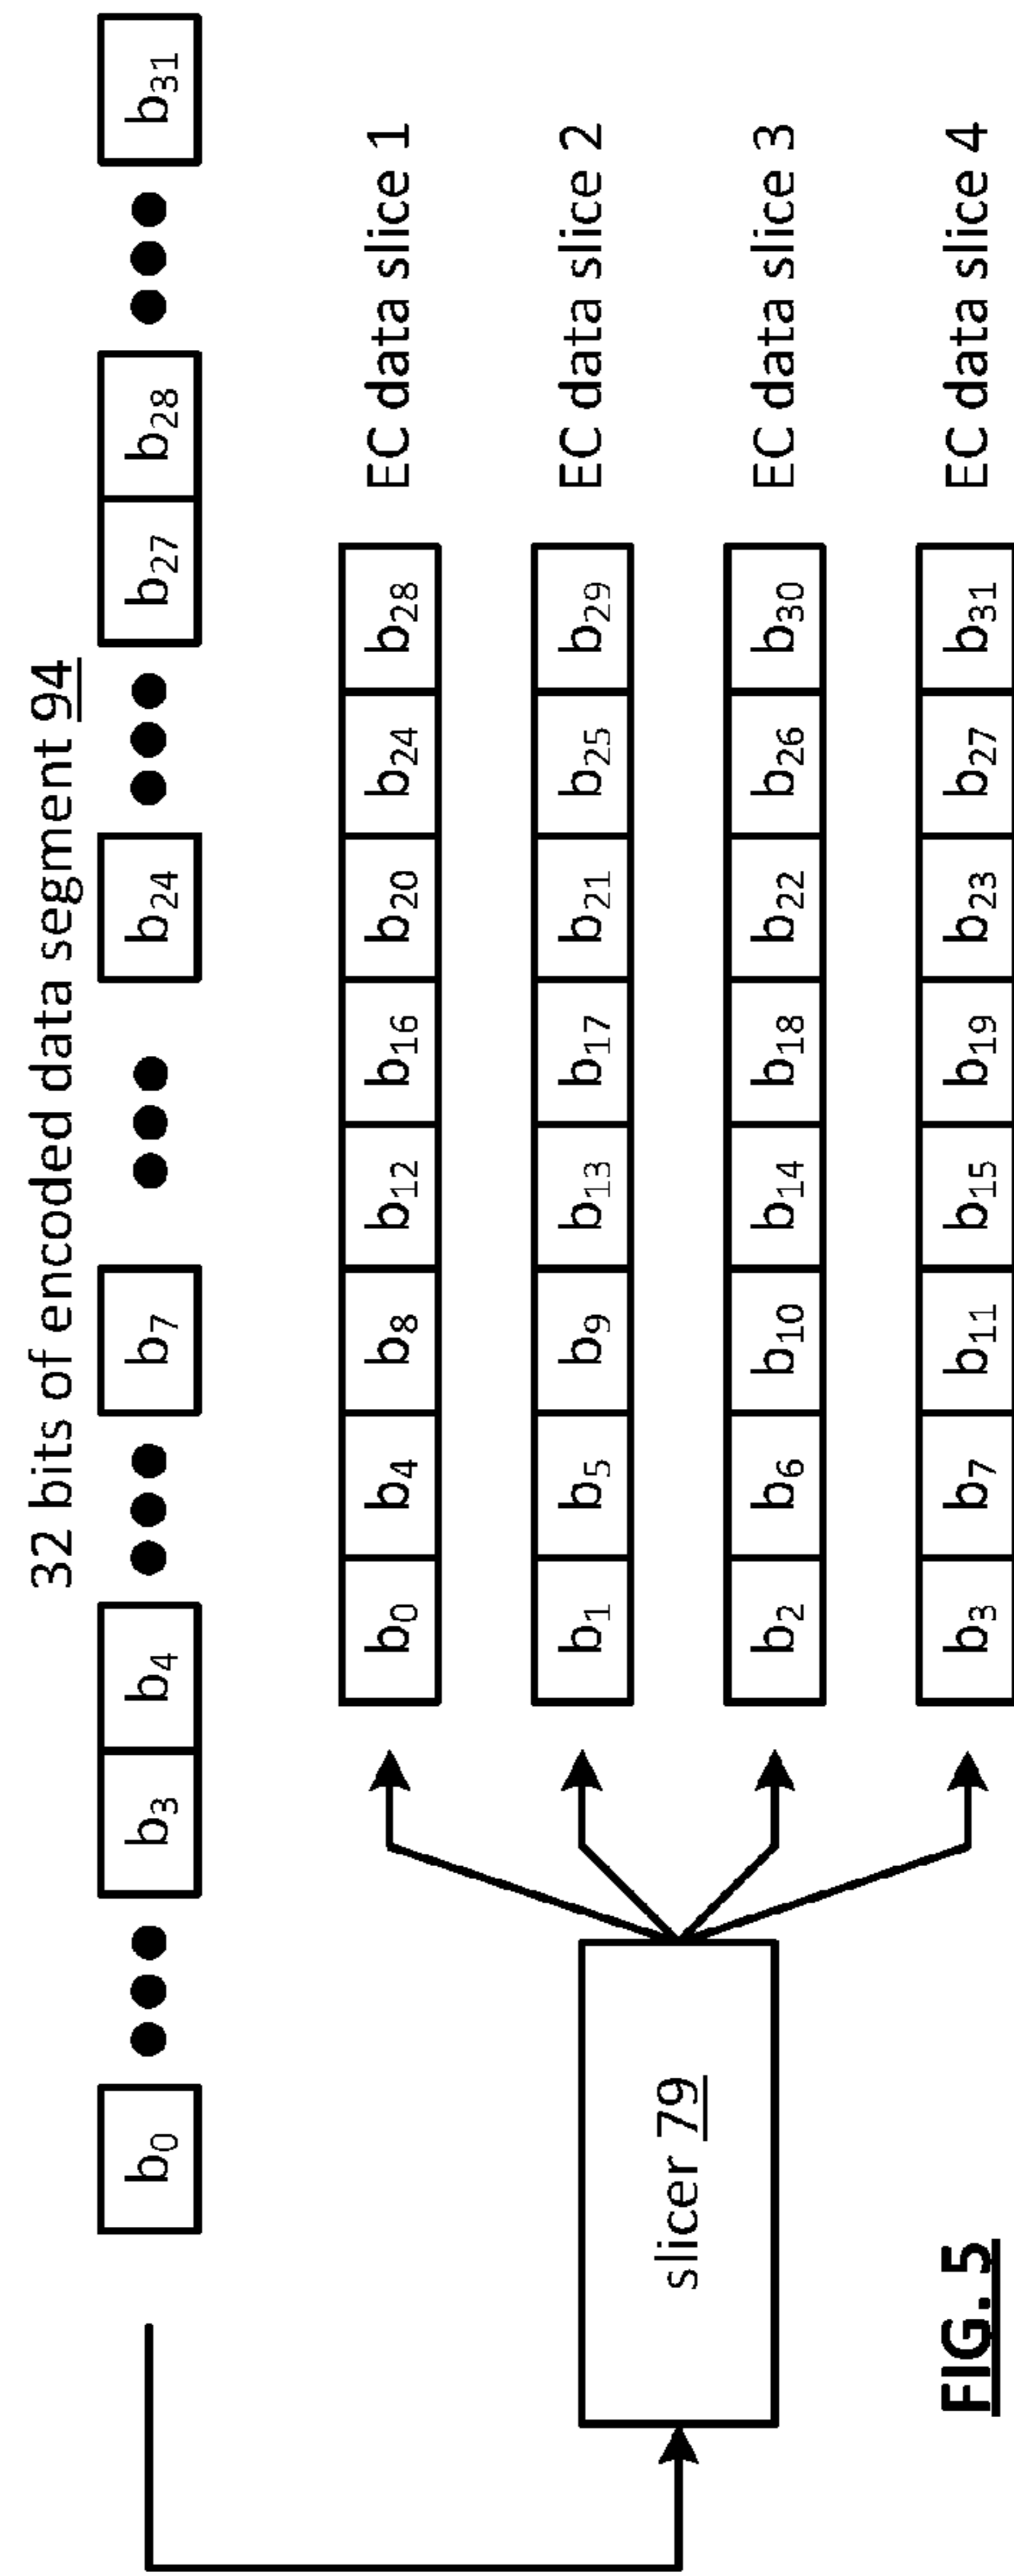 32 bits of encoded data segment 94
b0 ●●● b3 b4 ●●● b7 ●●● b24 ●●● b27 b28 ●●● b31
b0 b4 b8 b12 b16 b20 b24 b28 EC data slice 1
b1 b5 b9 b13 b17 b21 b25 b29 EC data slice 2
slicer 79
b2 b6 b10 b14 b18 b22 b26 b30 EC data slice 3
b3 b7 b11 b15 b19 b23 b27 b31 EC data slice 4
FIG. 5